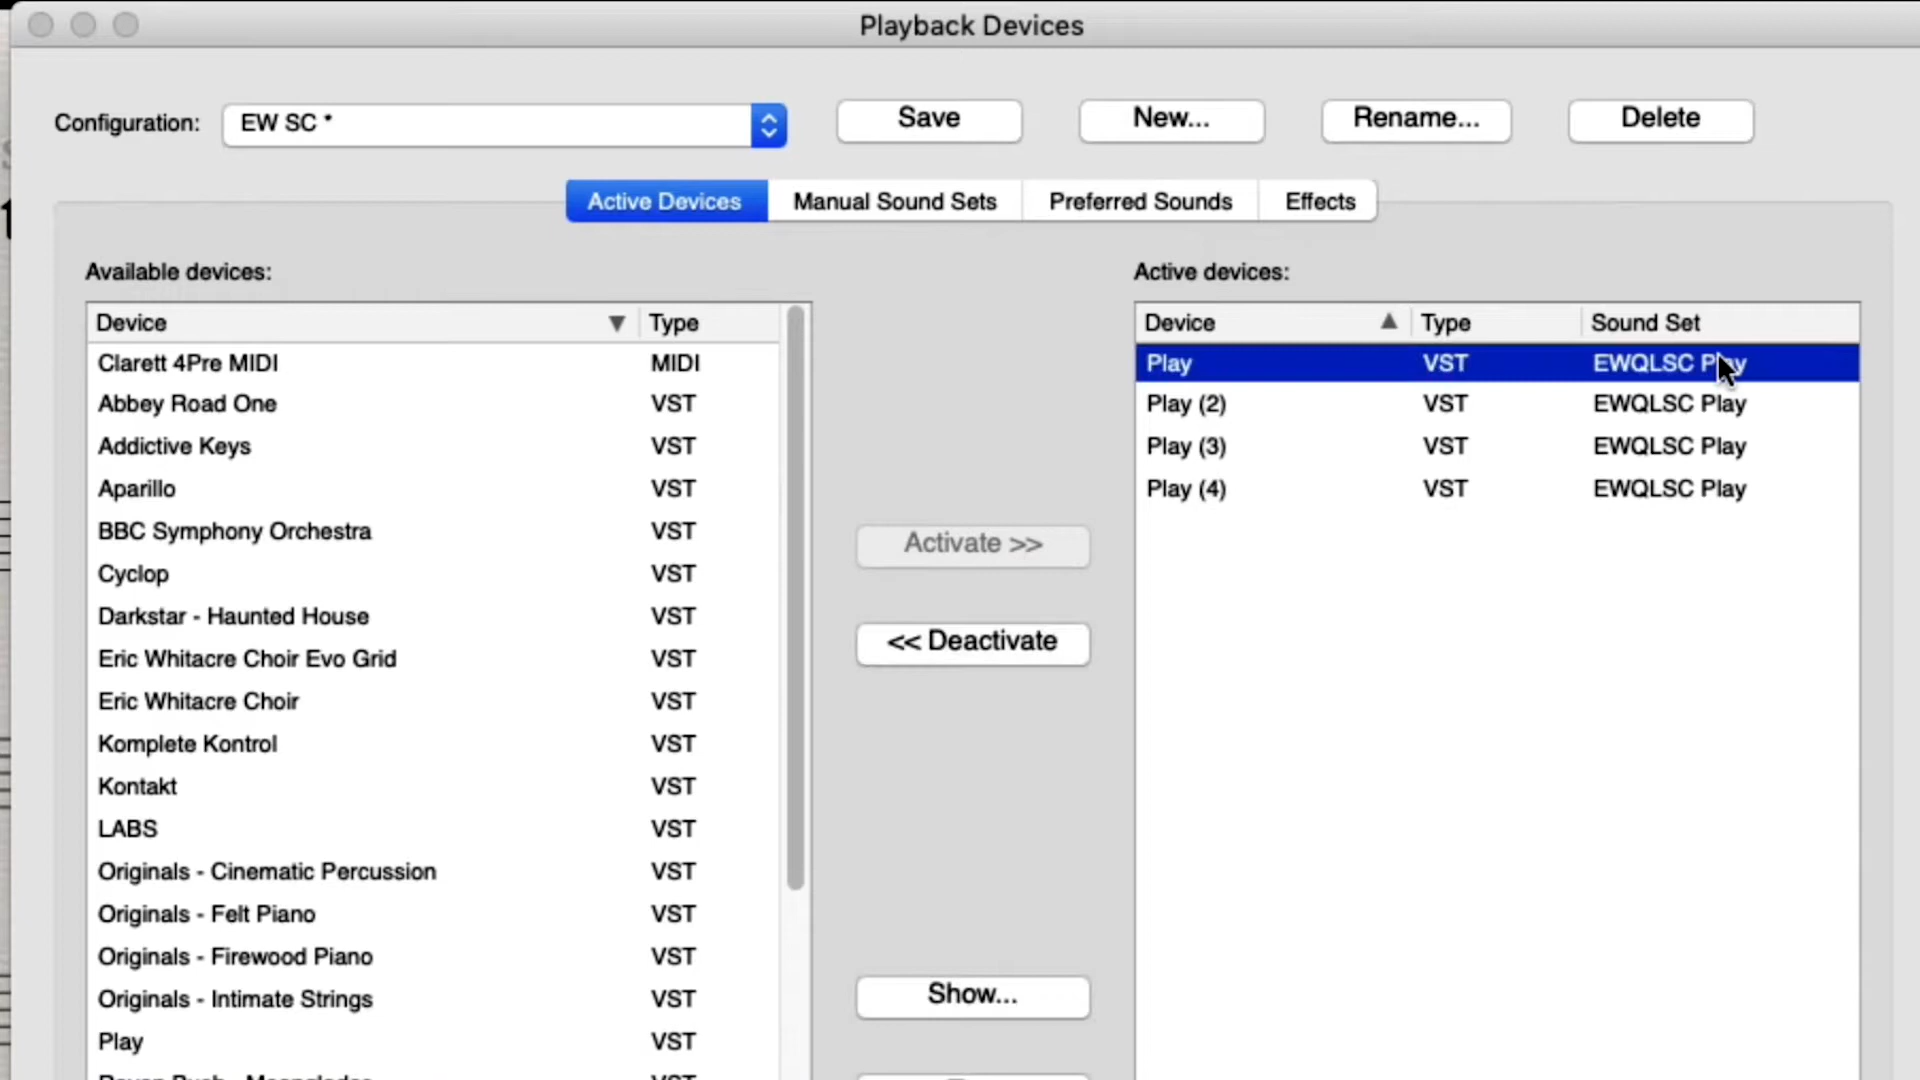 Playback Devices
Configuration: EW SC * Save New... Rename... Delete
Active Devices Manual Sound Sets Preferred Sounds Effects
Available devices:
Device Type
Clarett 4Pre MIDI MIDI
Abbey Road One VST
Addictive Keys VST
Aparillo VST
BBC Symphony Orchestra VST
Cyclop VST
Darkstar - Haunted House VST
Eric Whitacre Choir Evo Grid VST
Eric Whitacre Choir VST
Komplete Kontrol VST
Kontakt VST
LABS VST
Originals - Cinematic Percussion VST
Originals - Felt Piano VST
Originals - Firewood Piano VST
Originals - Intimate Strings VST
Play VST
Activate >>
<< Deactivate
Show...
Active devices:
Device Type Sound Set
Play VST EWQLSC Play
Play (2) VST EWQLSC Play
Play (3) VST EWQLSC Play
Play (4) VST EWQLSC Play